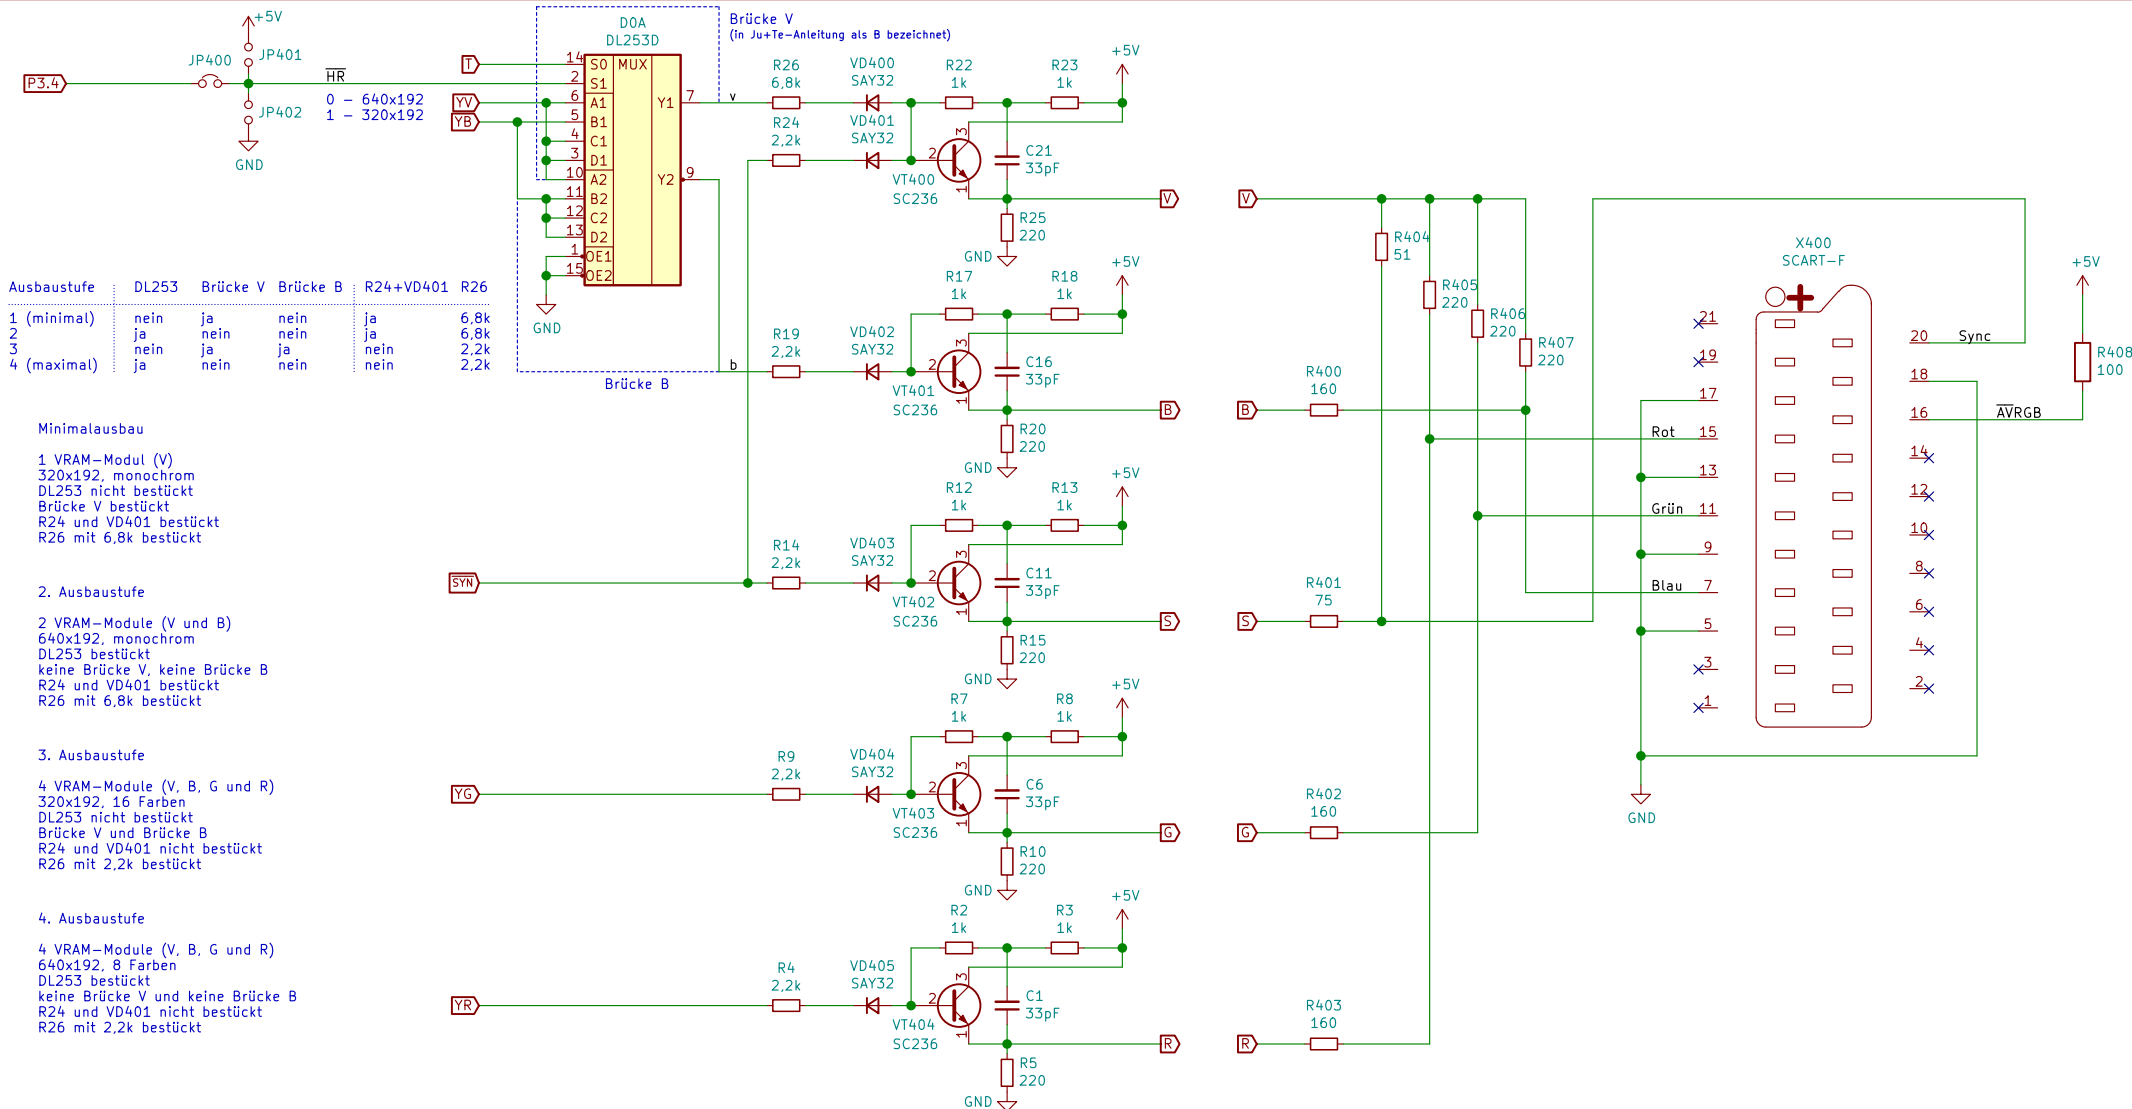 +5V
JP400
JP401
P3.4
HR
JP402
0 – 640x192
1 – 320x192
GND
D0A
DL253D
Brücke V
(in Ju+Te-Anleitung als B bezeichnet)
T
YV
YB
14 S0 MUX
2 S1
6 A1 Y1 7
5 B1
4 C1
3 D1
10 A2 Y2 9
11 B2
12 C2
13 D2
1 OE1
15 OE2
GND
v
b
Brücke B
Ausbaustufe DL253 Brücke V Brücke B R24+VD401 R26
1 (minimal) nein ja nein ja 6,8k
2 ja nein nein ja 6,8k
3 nein ja ja nein 2,2k
4 (maximal) ja nein nein nein 2,2k
Minimalausbau
1 VRAM-Modul (V)
320x192, monochrom
DL253 nicht bestückt
Brücke V bestückt
R24 und VD401 bestückt
R26 mit 6,8k bestückt
2. Ausbaustufe
2 VRAM-Module (V und B)
640x192, monochrom
DL253 bestückt
keine Brücke V, keine Brücke B
R24 und VD401 bestückt
R26 mit 6,8k bestückt
3. Ausbaustufe
4 VRAM-Module (V, B, G und R)
320x192, 16 Farben
DL253 nicht bestückt
Brücke V und Brücke B
R24 und VD401 nicht bestückt
R26 mit 2,2k bestückt
4. Ausbaustufe
4 VRAM-Module (V, B, G und R)
640x192, 8 Farben
DL253 bestückt
keine Brücke V und keine Brücke B
R24 und VD401 nicht bestückt
R26 mit 2,2k bestückt
R26
6,8k
VD400
SAY32
R22
1k
R23
1k
+5V
R24
2,2k
VD401
SAY32
3
2
1
VT400
SC236
C21
33pF
R25
220
GND
V
R17
1k
R18
1k
+5V
R19
2,2k
VD402
SAY32
3
2
1
VT401
SC236
C16
33pF
R20
220
GND
B
R12
1k
R13
1k
+5V
SYN
R14
2,2k
VD403
SAY32
3
2
1
VT402
SC236
C11
33pF
R15
220
GND
S
R7
1k
R8
1k
+5V
YG
R9
2,2k
VD404
SAY32
3
2
1
VT403
SC236
C6
33pF
R10
220
GND
G
R2
1k
R3
1k
+5V
YR
R4
2,2k
VD405
SAY32
3
2
1
VT404
SC236
C1
33pF
R5
220
GND
R
V
R404
51
R405
220
R406
220
R407
220
B
R400
160
S
R401
75
G
R402
160
R
R403
160
X400
SCART-F
21
19
17
Rot 15
13
Grün 11
9
Blau 7
5
3
1
GND
20 Sync
18
16 AVRGB
14
12
10
8
6
4
2
+5V
R408
100